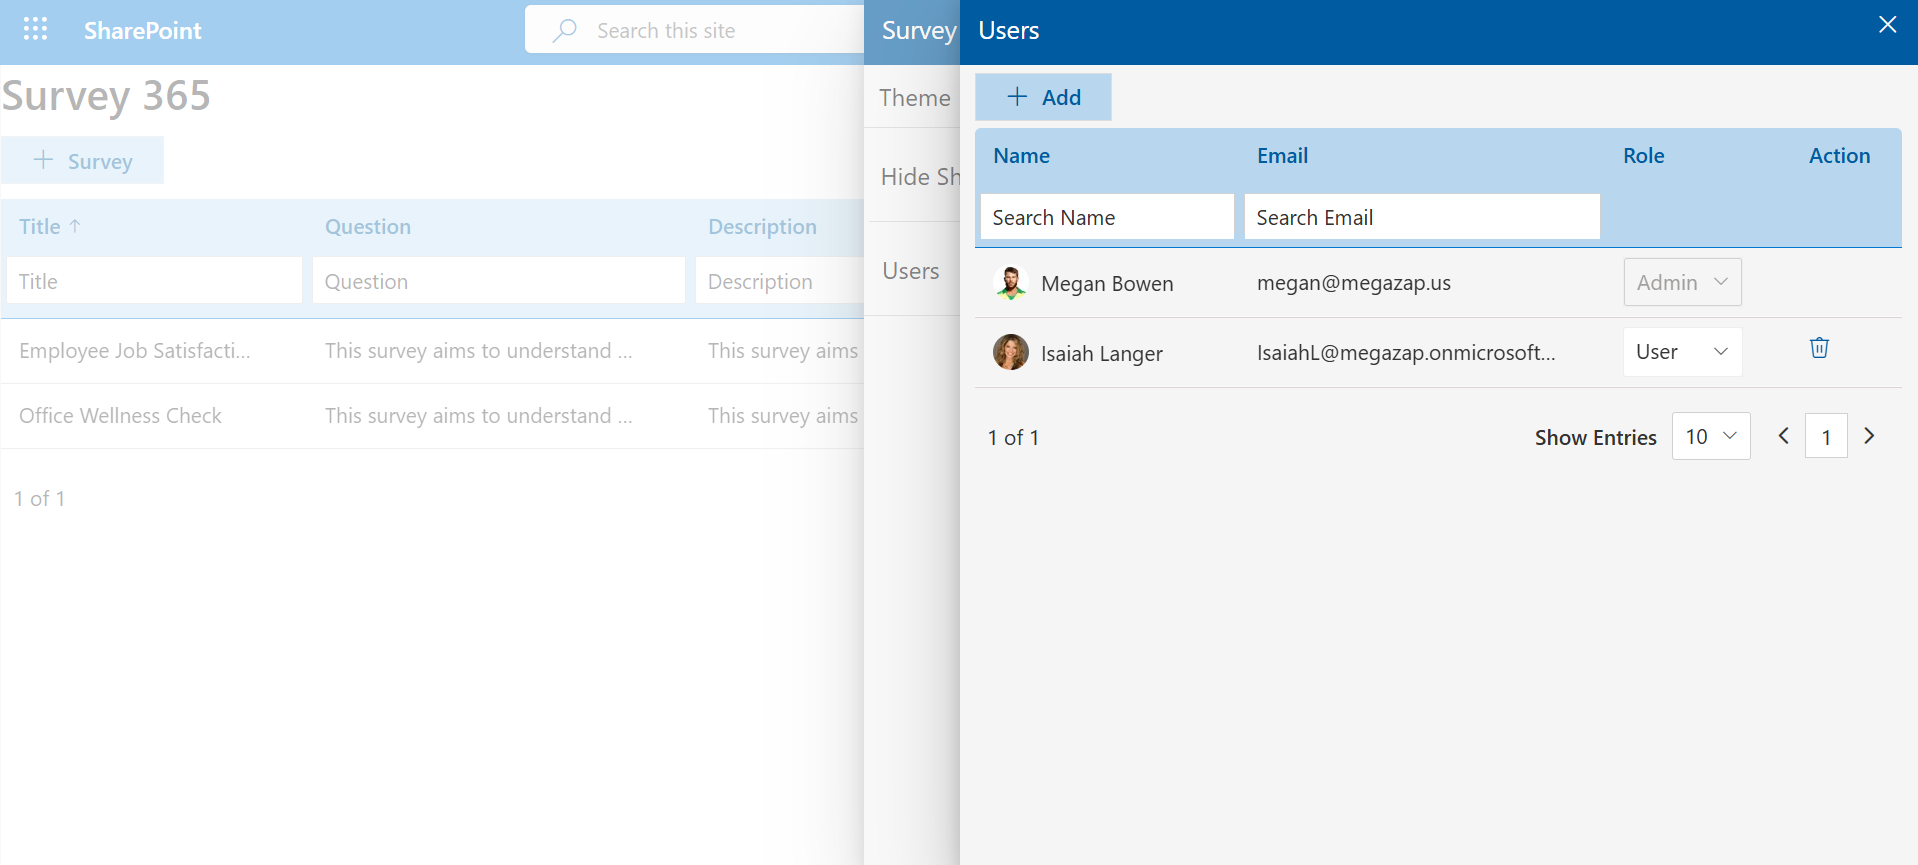 SharePoint
Search this site
Survey 365
Survey
Title
Question
Description
Title
Question
Description
Employee Job Satisfacti...
This survey aims to understand ...
This survey aims
Office Wellness Check
This survey aims to understand ...
This survey aims
1 of 1
Survey
Theme
Hide Sh
Users
Users
Add
Name
Email
Role
Action
Search Name
Search Email
Megan Bowen
megan@megazap.us
Admin
Isaiah Langer
IsaiahL@megazap.onmicrosoft...
User
1 of 1
Show Entries
10
1